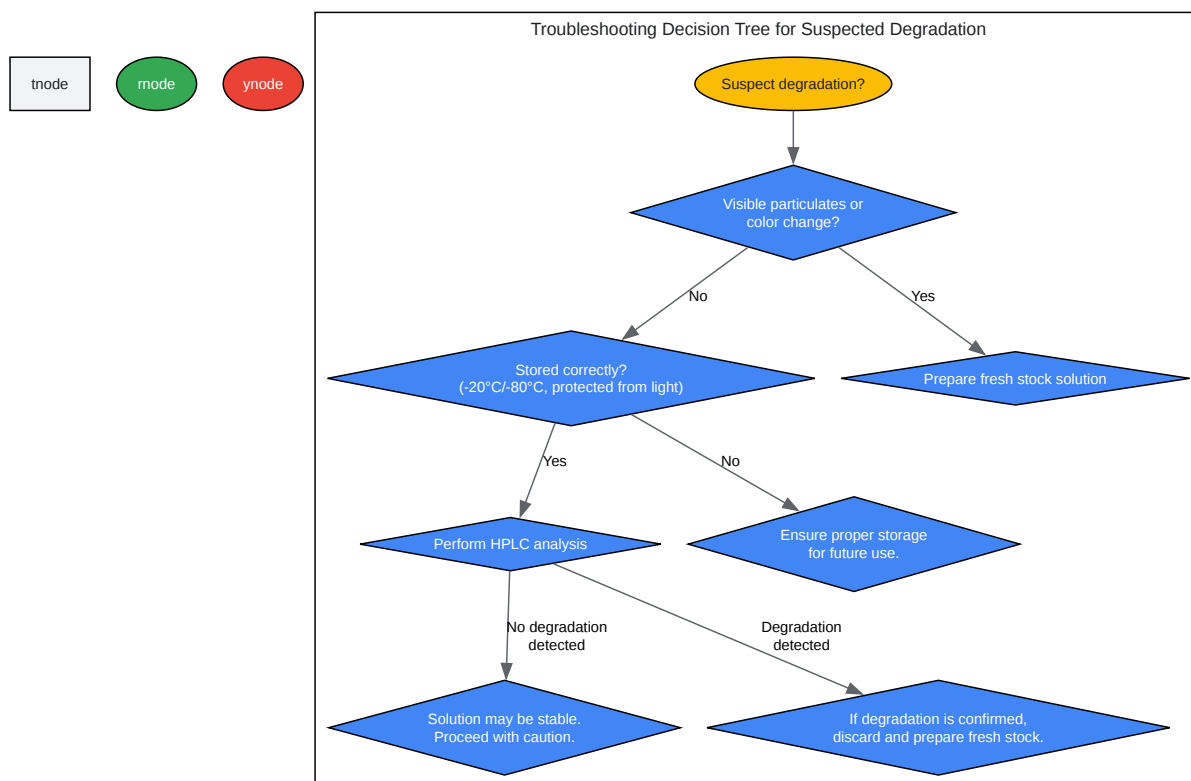 Troubleshooting Decision Tree for Suspected Degradation
tnode
rnode
ynode
Suspect degradation?
Visible particulates or
color change?
No
Yes
Stored correctly?
(-20°C/-80°C, protected from light)
Prepare fresh stock solution
Yes
No
Perform HPLC analysis
Ensure proper storage
for future use.
No degradation
detected
Degradation
detected
Solution may be stable.
Proceed with caution.
If degradation is confirmed,
discard and prepare fresh stock.